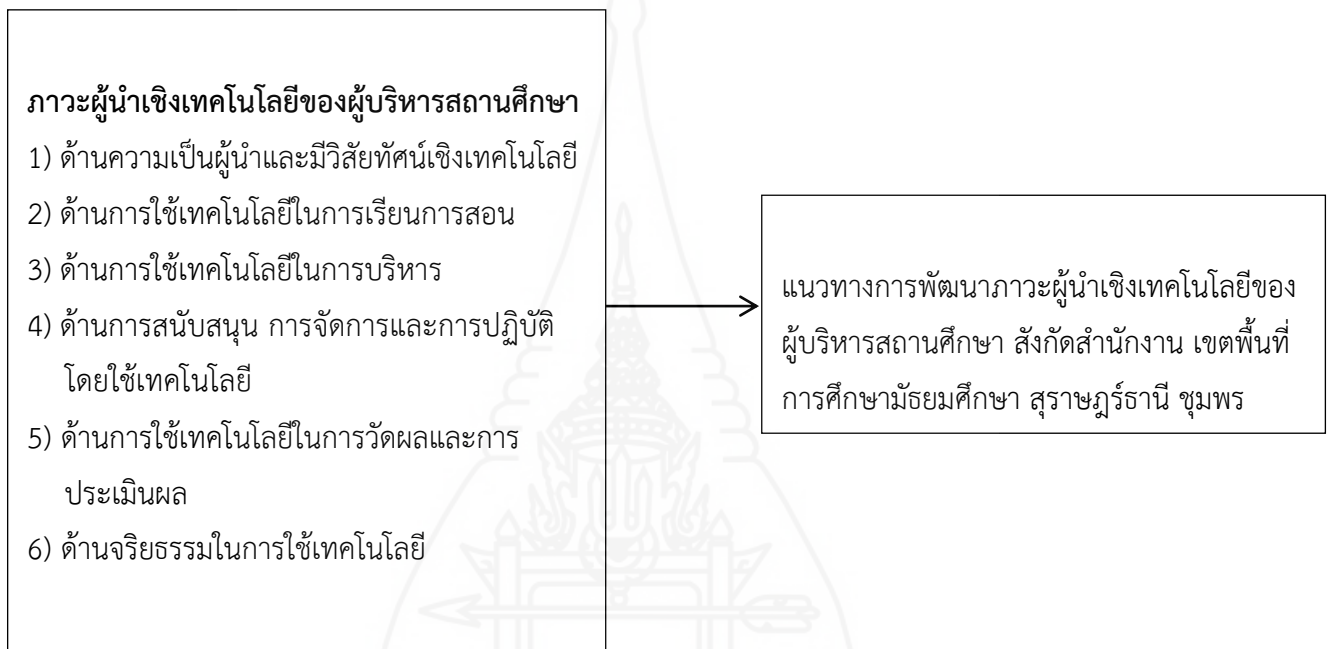 ภาวะผู้นำเชิงเทคโนโลยีของผู้บริหารสถานศึกษา
1) ด้านความเป็นผู้นำและมีวิสัยทัศน์เชิงเทคโนโลยี
2) ด้านการใช้เทคโนโลยีในการเรียนการสอน
3) ด้านการใช้เทคโนโลยีในการบริหาร
4) ด้านการสนับสนุน การจัดการและการปฏิบัติ
โดยใช้เทคโนโลยี
5) ด้านการใช้เทคโนโลยีในการวัดผลและการ
ประเมินผล
6) ด้านจริยธรรมในการใช้เทคโนโลยี
แนวทางการพัฒนาภาวะผู้นำเชิงเทคโนโลยีของ
ผู้บริหารสถานศึกษา สังกัดสำนักงาน เขตพื้นที่
การศึกษามัธยมศึกษา สุราษฎร์ธานี ชุมพร